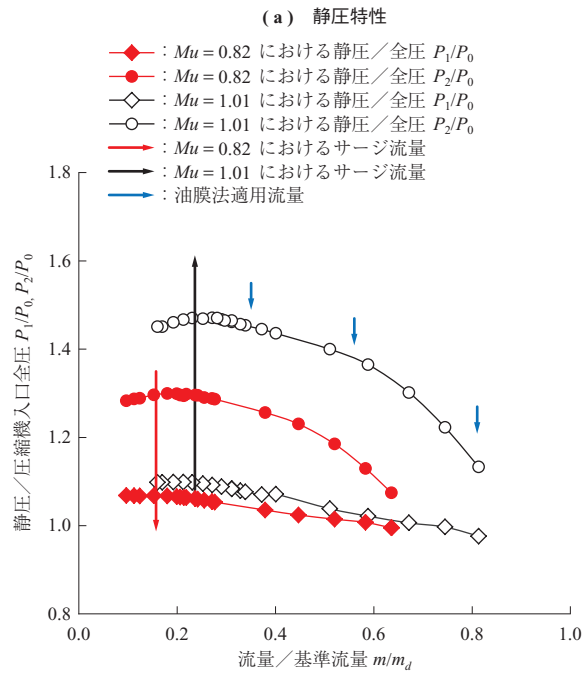 ( a ) 静圧特性
: Mu = 0.82 における静圧／全圧 P1/P0
: Mu = 0.82 における静圧／全圧 P2/P0
: Mu = 1.01 における静圧／全圧 P1/P0
: Mu = 1.01 における静圧／全圧 P2/P0
: Mu = 0.82 におけるサージ流量
: Mu = 1.01 におけるサージ流量
: 油膜法適用流量
静圧／圧縮機入口全圧 P1/P0, P2/P0
1.8
1.6
1.4
1.2
1.0
0.8
0.0 0.2 0.4 0.6 0.8 1.0
流量／基準流量 m/md